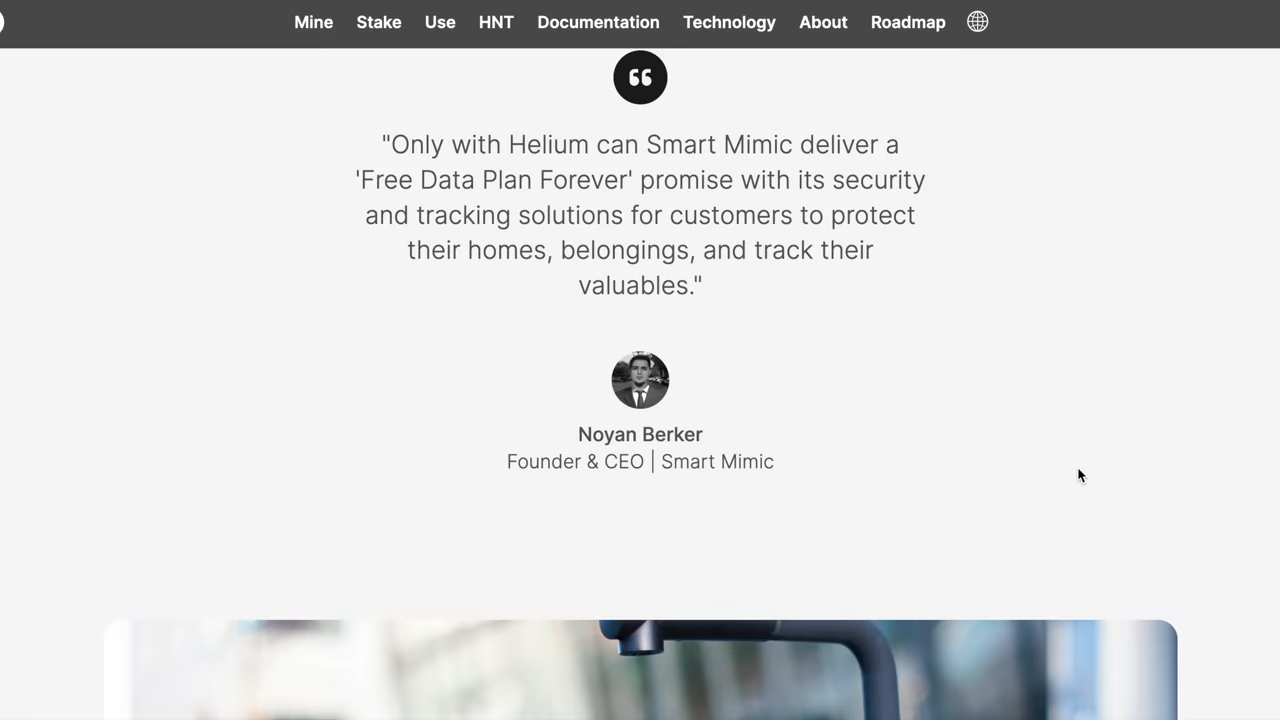 Mine Stake Use HNT Documentation Technology About Roadmap
"Only with Helium can Smart Mimic deliver a
'Free Data Plan Forever' promise with its security
and tracking solutions for customers to protect
their homes, belongings, and track their
valuables."
Noyan Berker
Founder & CEO | Smart Mimic